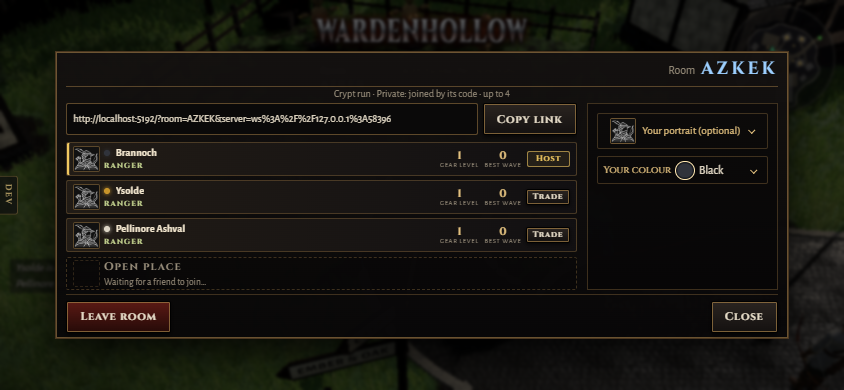 WARDENHOLLOW
Room AZKEK
Crypt run · Private: joined by its code · up to 4
http://localhost:5192/?room=AZKEK&server=ws%3A%2F%2F127.0.0.1%3A58396
COPY LINK
Your portrait (optional)
YOUR COLOUR Black
Brannoch
RANGER
1 GEAR LEVEL
0 BEST WAVE
HOST
Ysolde
RANGER
1 GEAR LEVEL
0 BEST WAVE
TRADE
Pellinore Ashval
RANGER
1 GEAR LEVEL
0 BEST WAVE
TRADE
OPEN PLACE
Waiting for a friend to join...
LEAVE ROOM
CLOSE
DEV